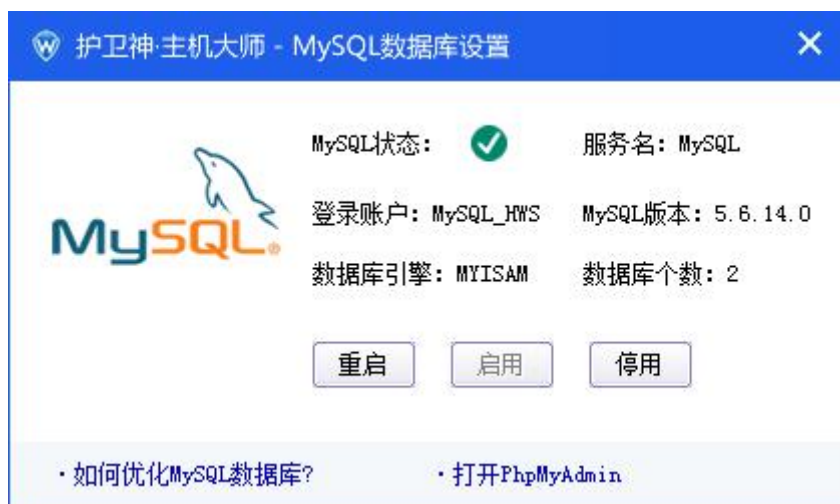 护卫神·主机大师 - MySQL数据库设置
MySQL®
MySQL状态： 服务名：MySQL
登录账户：MySQL_HWS MySQL版本：5.6.14.0
数据库引擎：MYISAM 数据库个数：2
重启 启用 停用
·如何优化MySQL数据库? ·打开PhpMyAdmin